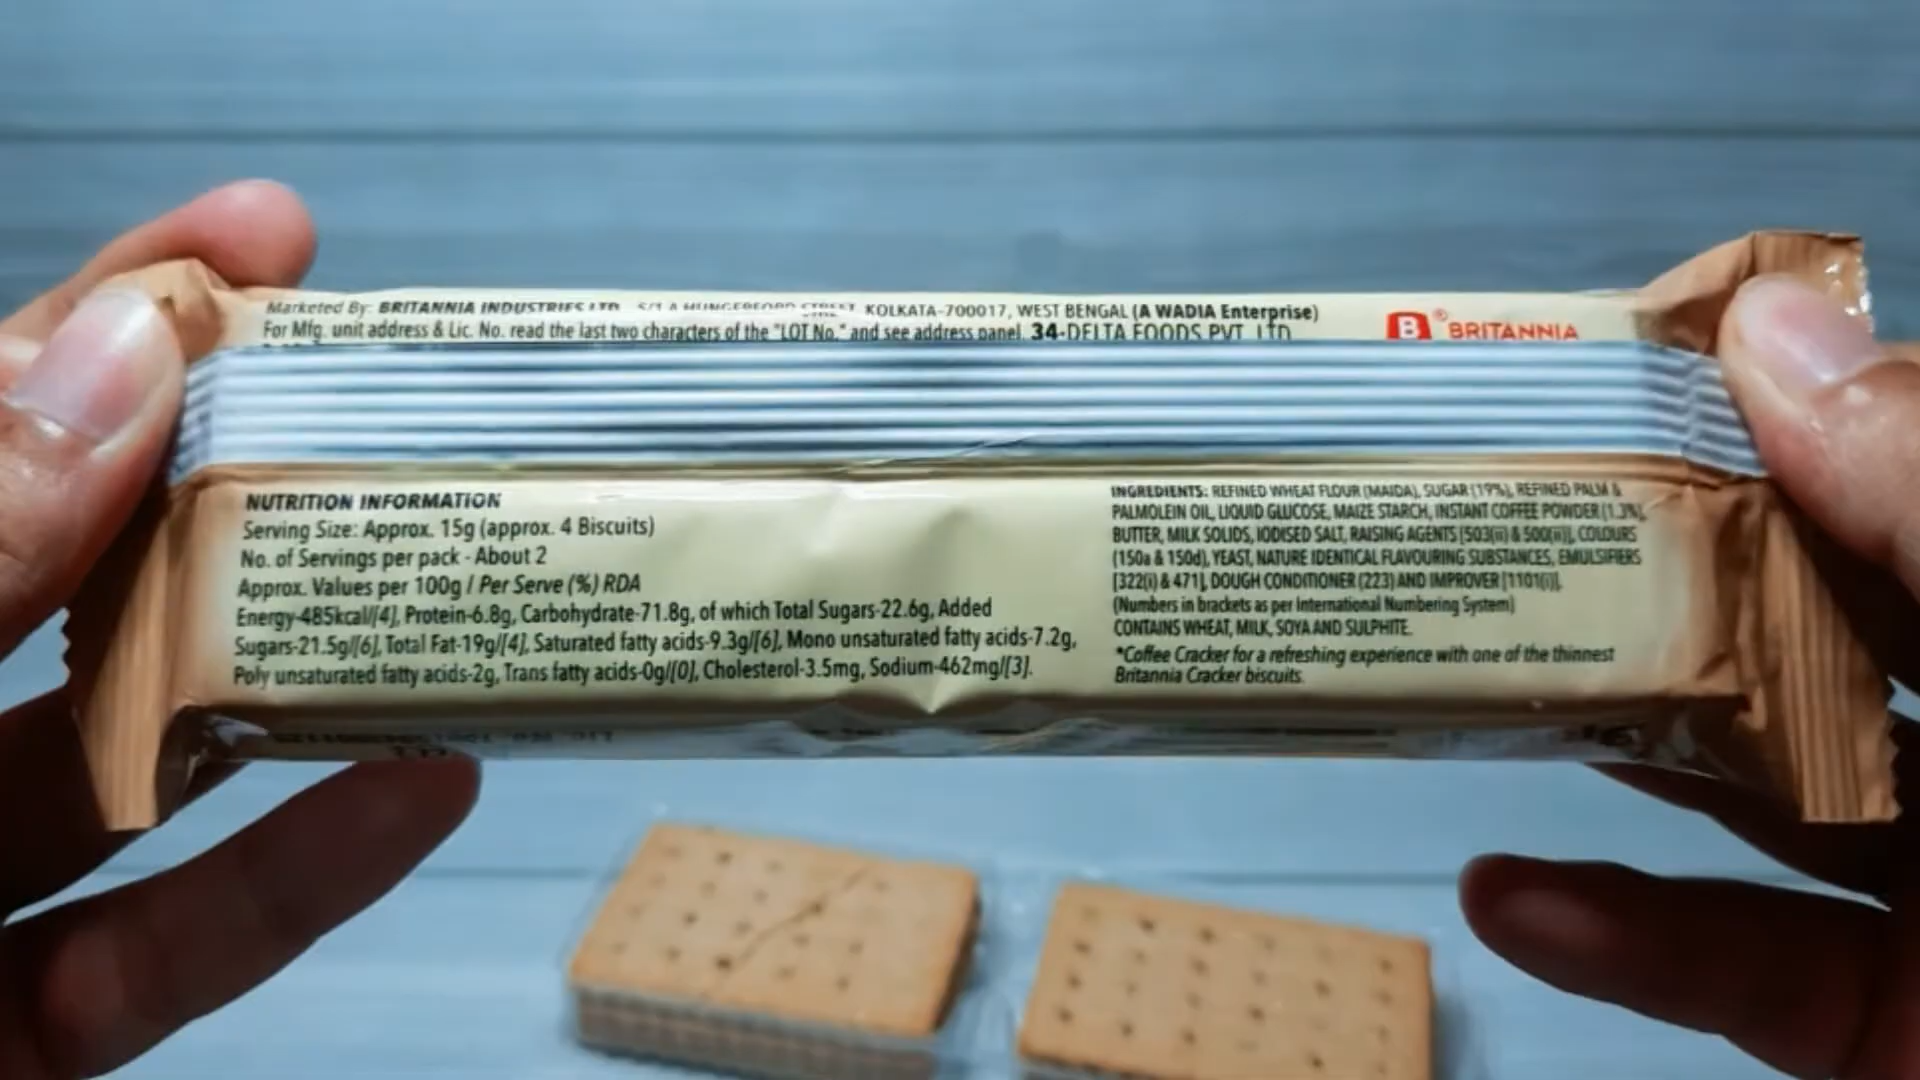 Marketed By: BRITANNIA INDUSTRIES LTD 5/1 A HUNGERFORD STREET, KOLKATA-700017, WEST BENGAL (A WADIA Enterprise)
For Mfg. unit address & Lic. No. read the last two characters of the "LOT No." and see address panel. 34-DELTA FOODS PVT. LTD.
B® BRITANNIA
NUTRITION INFORMATION
Serving Size: Approx. 15g (approx. 4 Biscuits)
No. of Servings per pack - About 2
Approx. Values per 100g / Per Serve (%) RDA
Energy-485kcal/[4], Protein-6.8g, Carbohydrate-71.8g, of which Total Sugars-22.6g, Added
Sugars-21.5g/[6], Total Fat-19g/[4], Saturated fatty acids-9.3g/[6], Mono unsaturated fatty acids-7.2g,
Poly unsaturated fatty acids-2g, Trans fatty acids-0g/[0], Cholesterol-3.5mg, Sodium-462mg/[3].
INGREDIENTS: REFINED WHEAT FLOUR (MAIDA), SUGAR (19%), REFINED PALM &
PALMOLEIN OIL, LIQUID GLUCOSE, MAIZE STARCH, INSTANT COFFEE POWDER (1.3%),
BUTTER, MILK SOLIDS, IODISED SALT, RAISING AGENTS [503(ii) & 500(ii)], COLOURS
(150a & 150d), YEAST, NATURE IDENTICAL FLAVOURING SUBSTANCES, EMULSIFIERS
[322(i) & 471], DOUGH CONDITIONER (223) AND IMPROVER [1101(i)].
(Numbers in brackets as per International Numbering System)
CONTAINS WHEAT, MILK, SOYA AND SULPHITE.
*Coffee Cracker for a refreshing experience with one of the thinnest
Britannia Cracker biscuits.